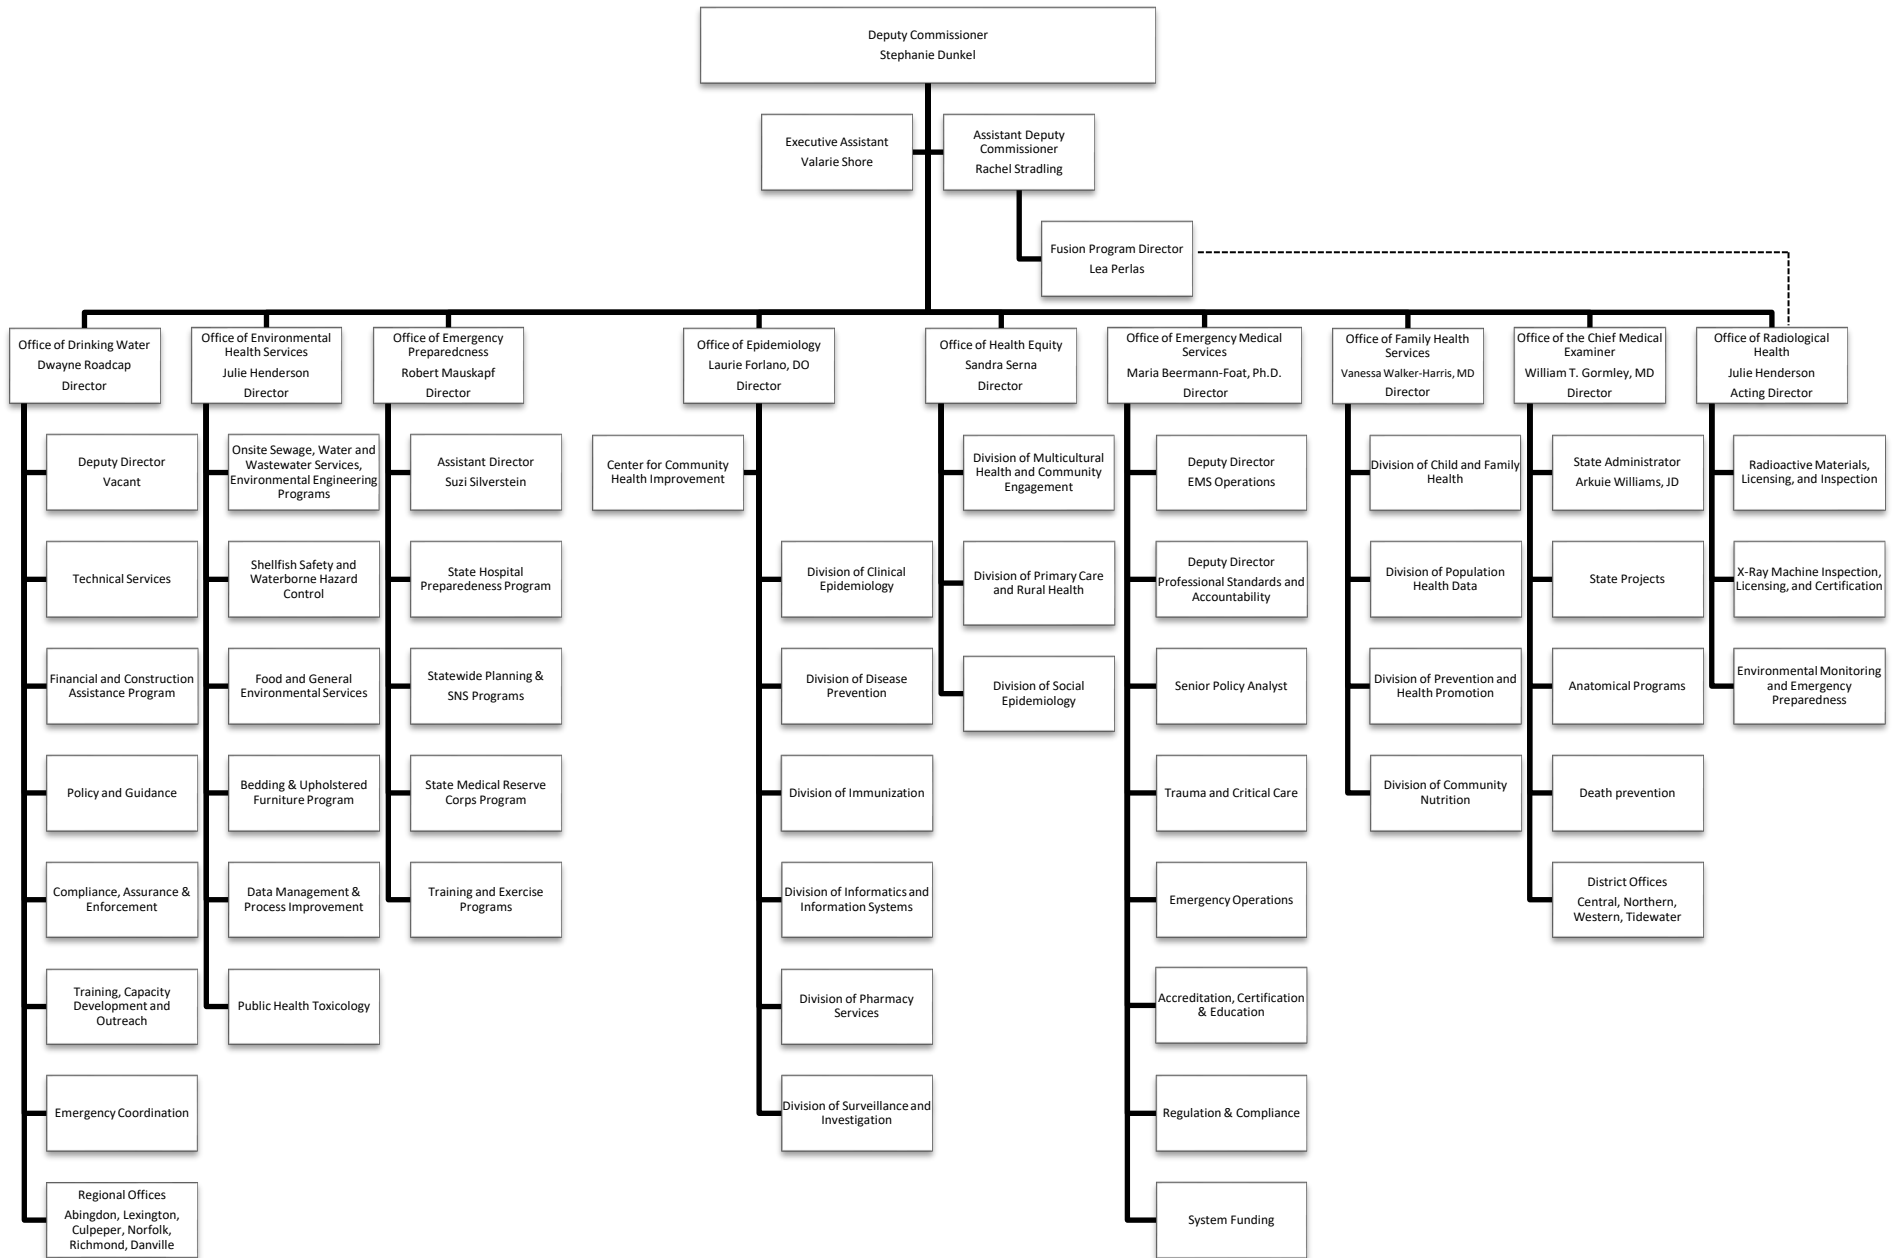 Deputy Commissioner
Stephanie Dunkel
Executive Assistant
Valarie Shore
Assistant Deputy
Commissioner
Rachel Stradling
Fusion Program Director
Lea Perlas
Office of Drinking Water
Dwayne Roadcap
Director
Office of Environmental
Health Services
Julie Henderson
Director
Office of Emergency
Preparedcness
Robert Mauskapf
Director
Office of Epidemiology
Laurie Forlano, DO
Director
Office of Health Equity
Sandra Serna
Director
Office of Emergency Medical
Services
Maria Beermann-Foat, Ph.D.
Director
Office of Family Health
Services
Vanessa Walker-Harris, MD
Director
Office of the Chief Medical
Examiner
William T. Gormley, MD
Director
Office of Radiological
Health
Julie Henderson
Acting Director
Deputy Director
Vacant
Technical Services
Financial and Construction
Assistance Program
Policy and Guidance
Compliance, Assurance &
Enforcement
Training, Capacity
Development and
Outreach
Emergency Coordination
Regional Offices
Abingdon, Lexington,
Culpeper, Norfolk,
Richmond, Danville
Onsite Sewage, Water and
Wastewater Services,
Environmental Engineering
Programs
Shellfish Safety and
Waterborne Hazard
Control
Food and General
Environmental Services
Bedding & Upholstered
Furniture Program
Data Management &
Process Improvement
Public Health Toxicology
Assistant Director
Suzi Silverstein
State Hospital
Preparedeness Program
Statewide Planning &
SNS Programs
State Medical Reserve
Corps Program
Training and Exercise
Programs
Center for Community
Health Improvement
Division of Clinical
Epidemiology
Division of Disease
Prevention
Division of Immunization
Division of Informatics and
Information Systems
Division of Pharmacy
Services
Division of Surveillance and
Investigation
Division of Multicultural
Health and Community
Engagement
Division of Primary Care
and Rural Health
Division of Social
Epidemiology
Deputy Director
EMS Operations
Deputy Director
Professional Standards and
Accountability
Senior Policy Analyst
Trauma and Critical Care
Emergency Operations
Accreditation, Certification
& Education
Regulation & Compliance
System Funding
Division of Child and Family
Health
Division of Population
Health Data
Division of Prevention and
Health Promotion
Division of Community
Nutrition
State Administrator
Arkuie Williams, JD
State Projects
Anatomical Programs
Death prevention
District Offices
Central, Northern,
Western, Tidewater
Radioactive Materials,
Licensing, and Inspection
X-Ray Machine Inspection,
Licensing, and Certification
Environmental Monitoring
and Emergency
Preparedness